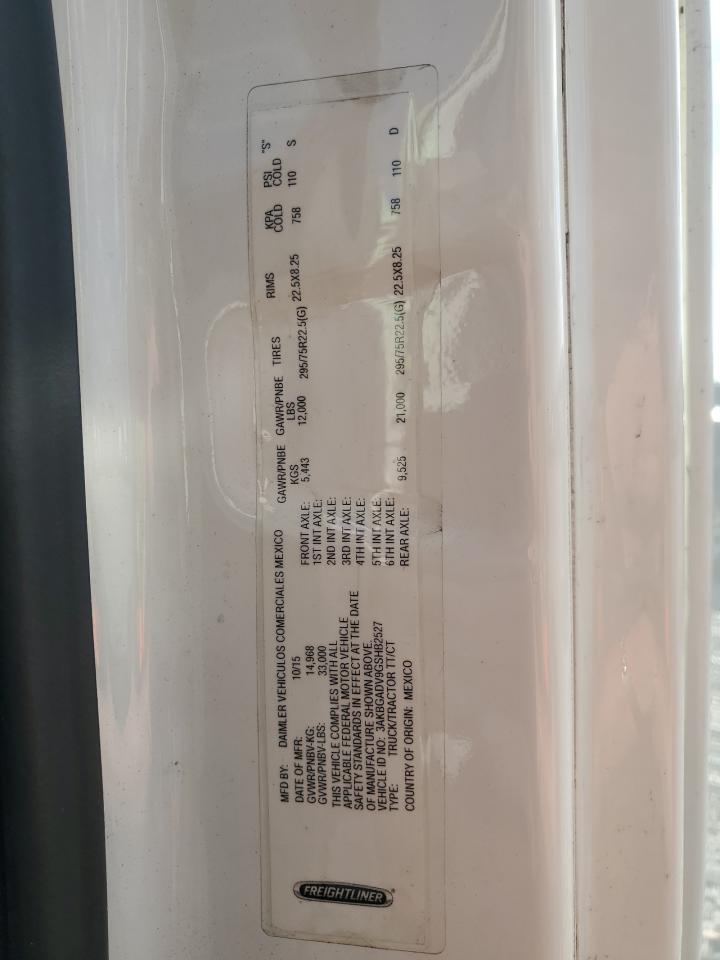 FREIGHTLINER
MFD BY: DAIMLER VEHICULOS COMERCIALES MEXICO
DATE OF MFR: 10/15
GVWR/PNBV-KG: 14,968
GVWR/PNBV-LBS: 33,000
THIS VEHICLE COMPLIES WITH ALL
APPLICABLE FEDERAL MOTOR VEHICLE
SAFETY STANDARDS IN EFFECT AT THE DATE
OF MANUFACTURE SHOWN ABOVE.
VEHICLE ID NO: 3AKBGADV9GSHB2527
TYPE: TRUCK/TRACTOR TT/CT
COUNTRY OF ORIGIN: MEXICO
GAWR/PNBE GAWR/PNBE TIRES RIMS KPA PSI "S"
KGS LBS COLD COLD
FRONT AXLE: 5,443 12,000 295/75R22.5(G) 22.5X8.25 758 110 S
1ST INT AXLE:
2ND INT AXLE:
3RD INT AXLE:
4TH INT AXLE:
5TH INT AXLE:
6TH INT AXLE:
REAR AXLE: 9,525 21,000 295/75R22.5(G) 22.5X8.25 758 110 D